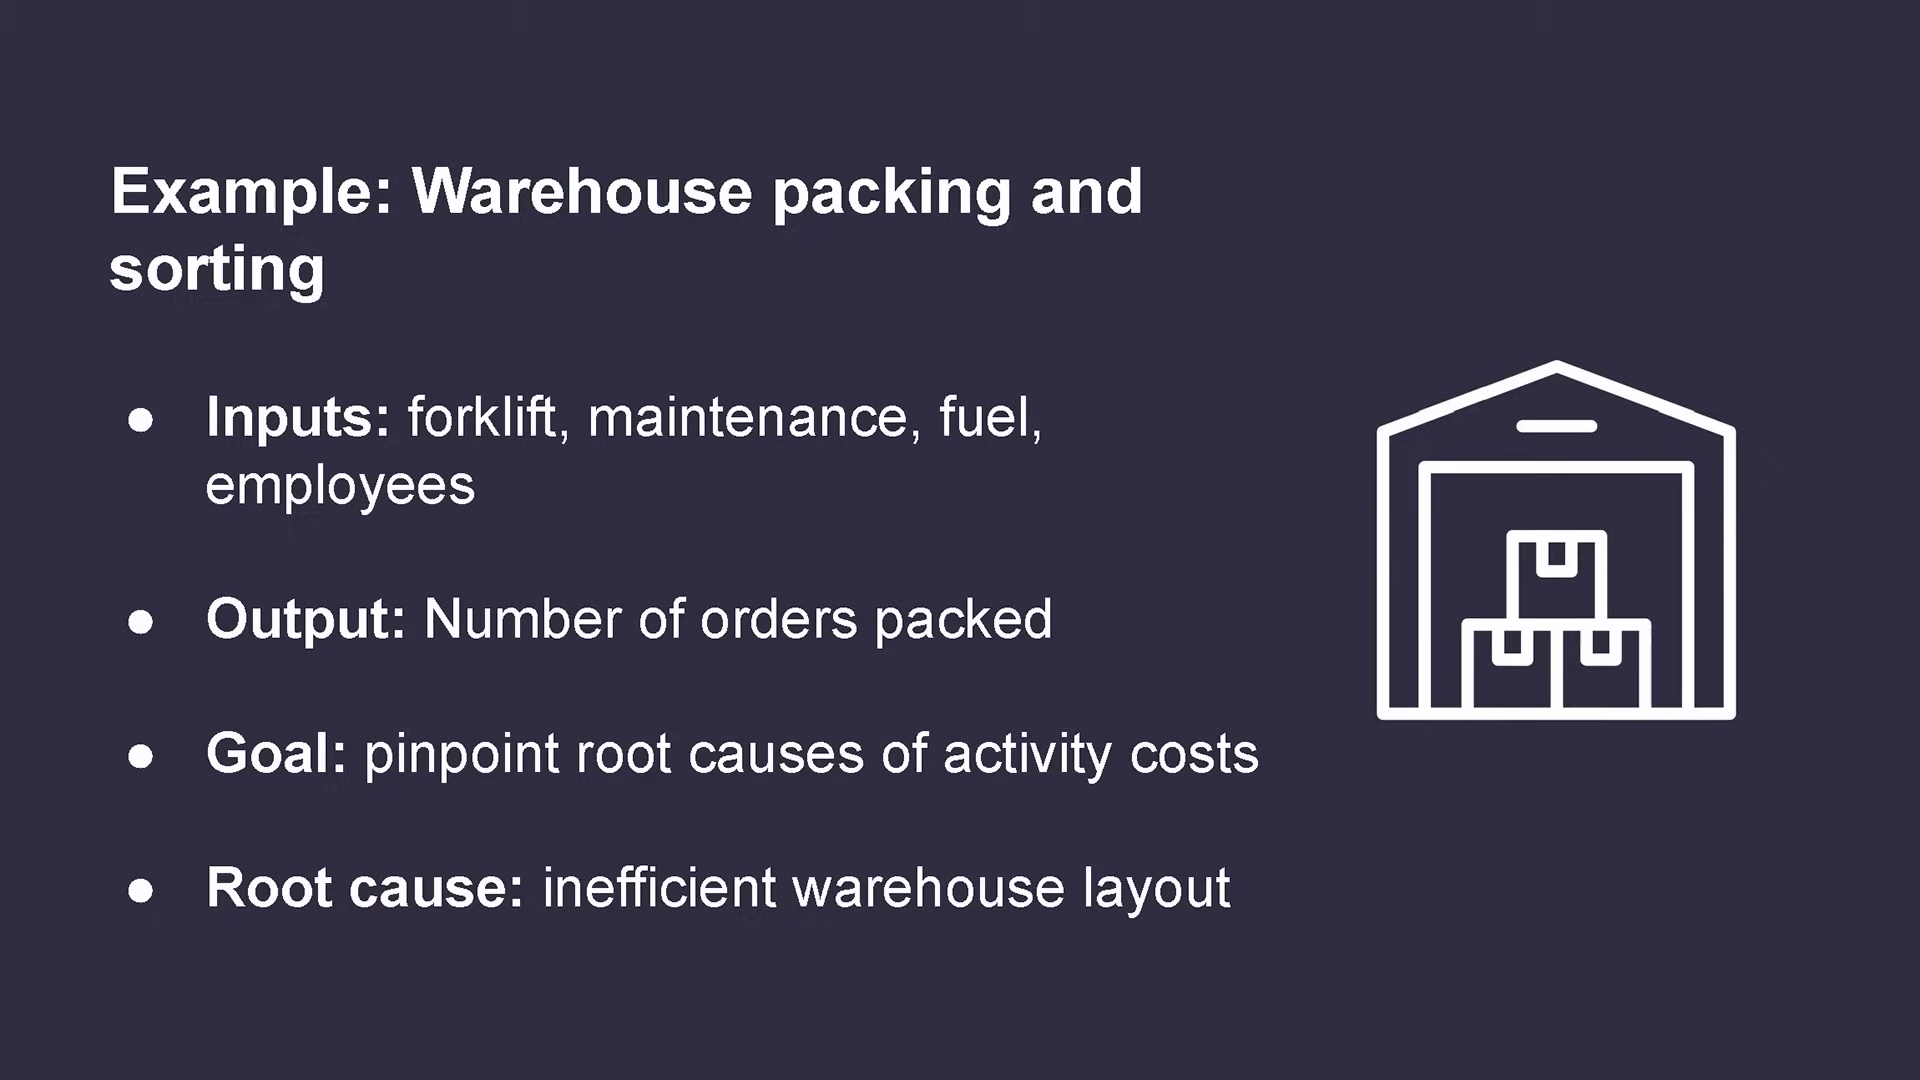 Example: Warehouse packing and
sorting
● Inputs: forklift, maintenance, fuel,
employees
● Output: Number of orders packed
● Goal: pinpoint root causes of activity costs
● Root cause: inefficient warehouse layout